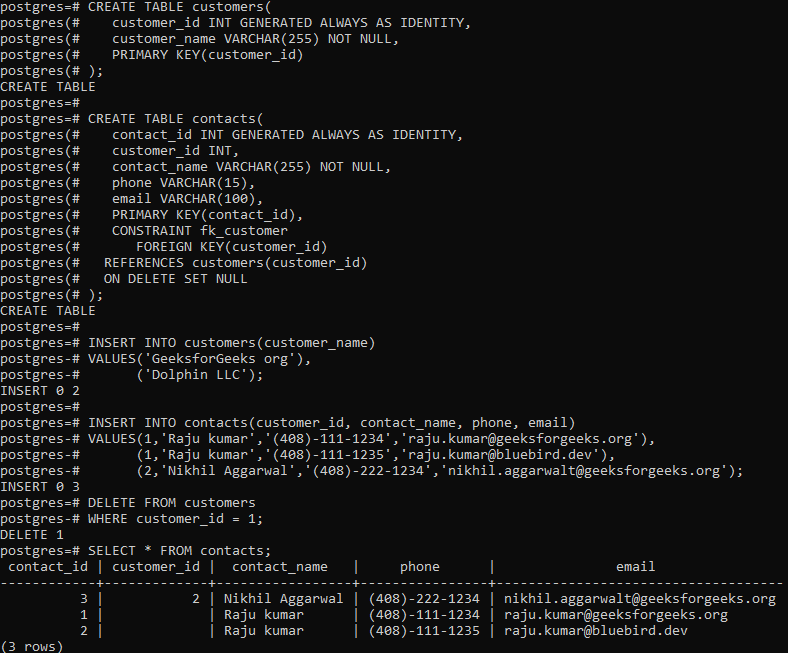 postgres=# CREATE TABLE customers(
postgres(#    customer_id INT GENERATED ALWAYS AS IDENTITY,
postgres(#    customer_name VARCHAR(255) NOT NULL,
postgres(#    PRIMARY KEY(customer_id)
postgres(# );
CREATE TABLE
postgres=#
postgres=# CREATE TABLE contacts(
postgres(#    contact_id INT GENERATED ALWAYS AS IDENTITY,
postgres(#    customer_id INT,
postgres(#    contact_name VARCHAR(255) NOT NULL,
postgres(#    phone VARCHAR(15),
postgres(#    email VARCHAR(100),
postgres(#    PRIMARY KEY(contact_id),
postgres(#    CONSTRAINT fk_customer
postgres(#       FOREIGN KEY(customer_id)
postgres(#   REFERENCES customers(customer_id)
postgres(#   ON DELETE SET NULL
postgres(# );
CREATE TABLE
postgres=#
postgres=# INSERT INTO customers(customer_name)
postgres-# VALUES('GeeksforGeeks org'),
postgres-#       ('Dolphin LLC');
INSERT 0 2
postgres=#
postgres=# INSERT INTO contacts(customer_id, contact_name, phone, email)
postgres-# VALUES(1,'Raju kumar','(408)-111-1234','raju.kumar@geeksforgeeks.org'),
postgres-#       (1,'Raju kumar','(408)-111-1235','raju.kumar@bluebird.dev'),
postgres-#       (2,'Nikhil Aggarwal','(408)-222-1234','nikhil.aggarwalt@geeksforgeeks.org');
INSERT 0 3
postgres=# DELETE FROM customers
postgres-# WHERE customer_id = 1;
DELETE 1
postgres=# SELECT * FROM contacts;
 contact_id | customer_id |  contact_name   |     phone      |               email
------------+-------------+-----------------+----------------+------------------------------------
          3 |           2 | Nikhil Aggarwal | (408)-222-1234 | nikhil.aggarwalt@geeksforgeeks.org
          1 |             | Raju kumar      | (408)-111-1234 | raju.kumar@geeksforgeeks.org
          2 |             | Raju kumar      | (408)-111-1235 | raju.kumar@bluebird.dev
(3 rows)